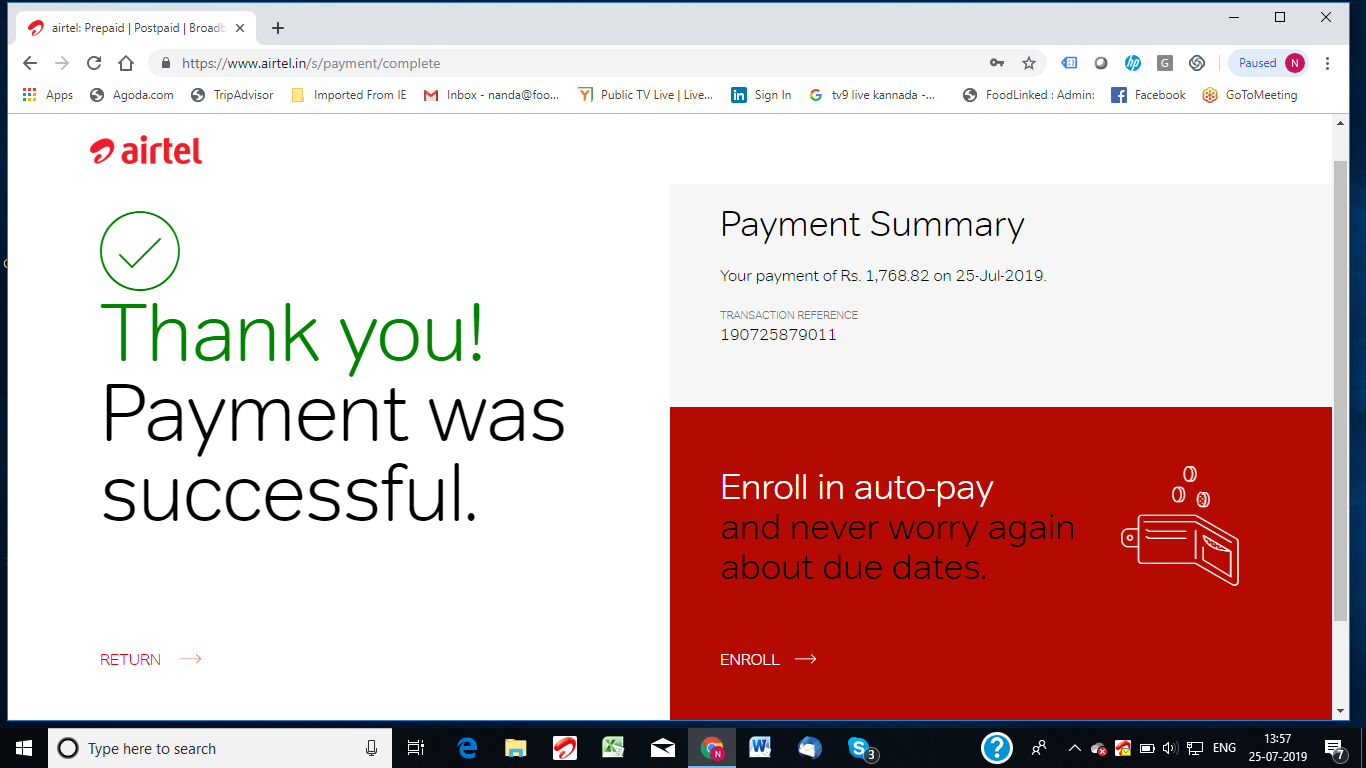 airtel: Prepaid | Postpaid | Broadb
https://www.airtel.in/s/payment/complete
Paused
N
Apps
Agoda.com
TripAdvisor
Imported From IE
Inbox - nanda@foo...
Public TV Live | Live...
Sign In
tv9 live kannada -...
FoodLinked : Admin:
Facebook
GoToMeeting
airtel
Thank you!
Payment was
successful.
RETURN
Payment Summary
Your payment of Rs. 1,768.82 on 25-Jul-2019.
TRANSACTION REFERENCE
190725879011
Enroll in auto-pay
and never worry again
about due dates.
ENROLL
Type here to search
3
ENG
13:57
25-07-2019
7